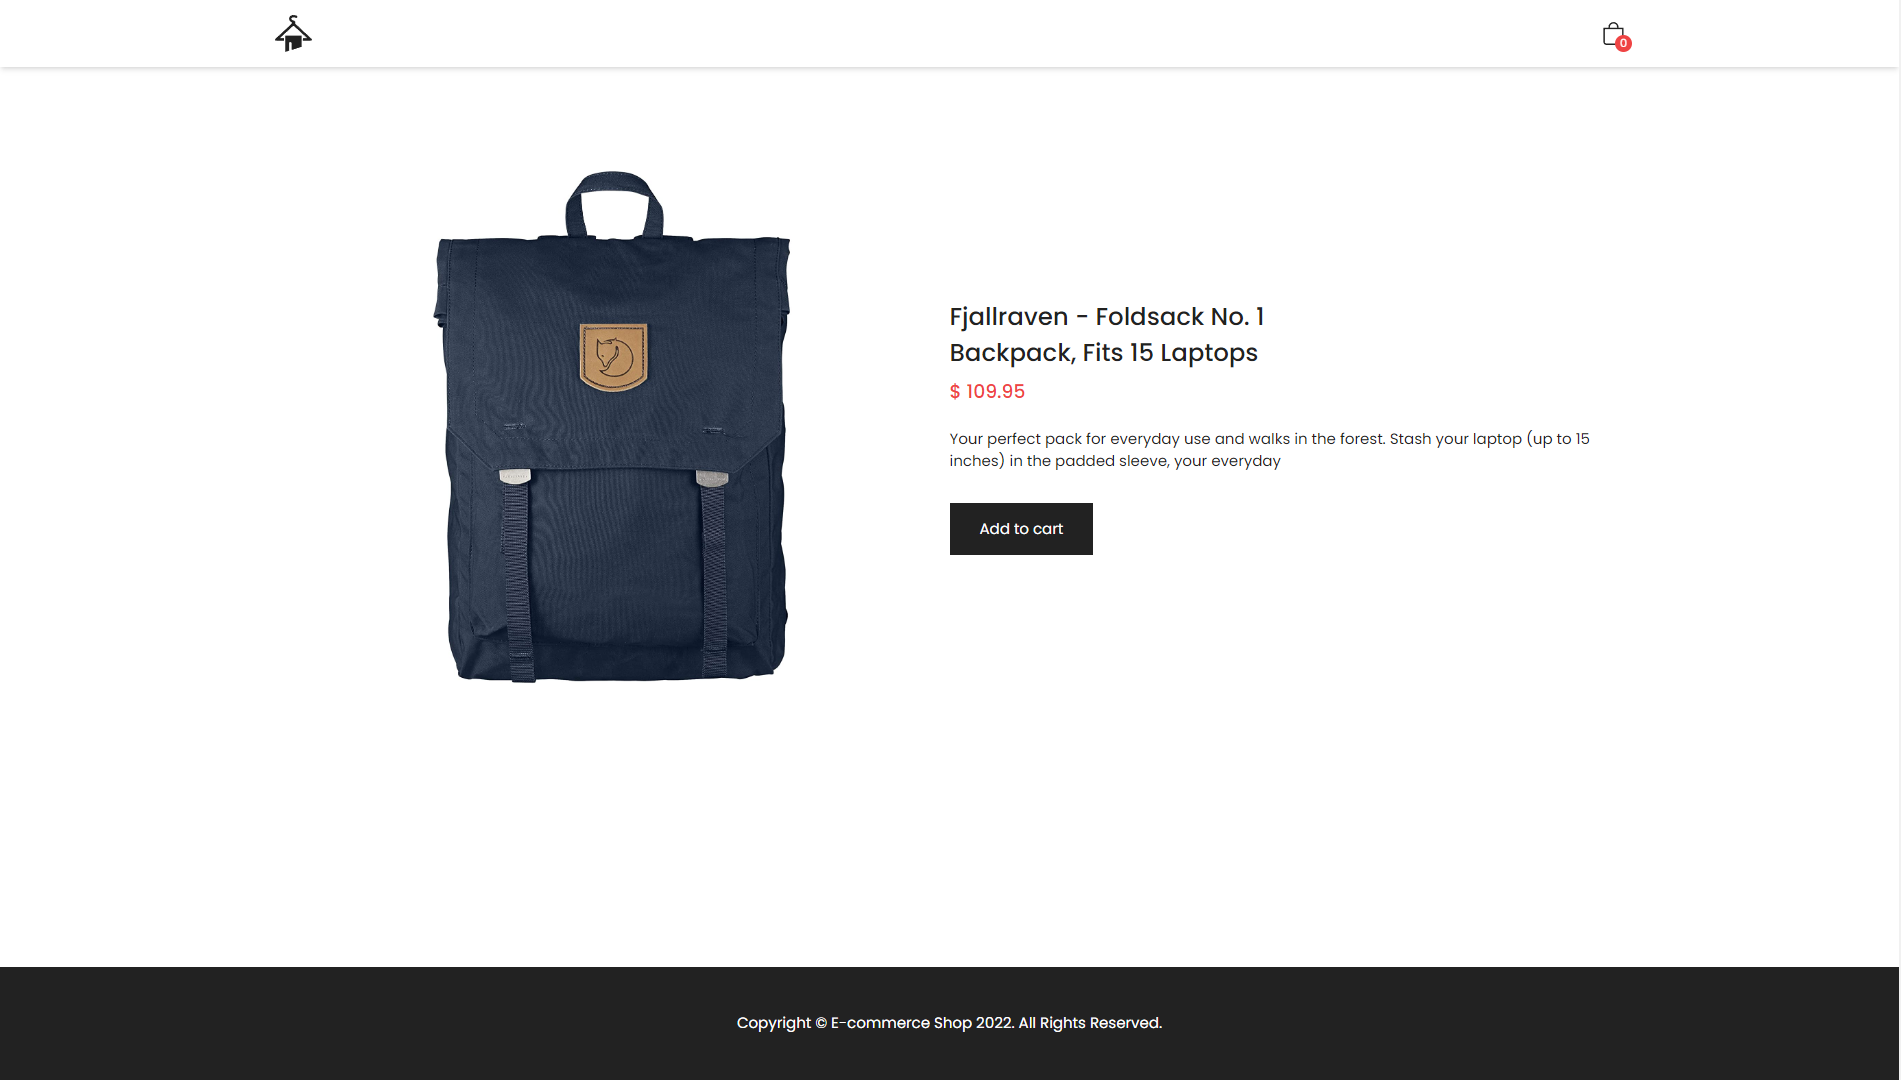 0
Fjallraven - Foldsack No. 1
Backpack, Fits 15 Laptops
$ 109.95
Your perfect pack for everyday use and walks in the forest. Stash your laptop (up to 15
inches) in the padded sleeve, your everyday
Add to cart
Copyright © E-commerce Shop 2022. All Rights Reserved.